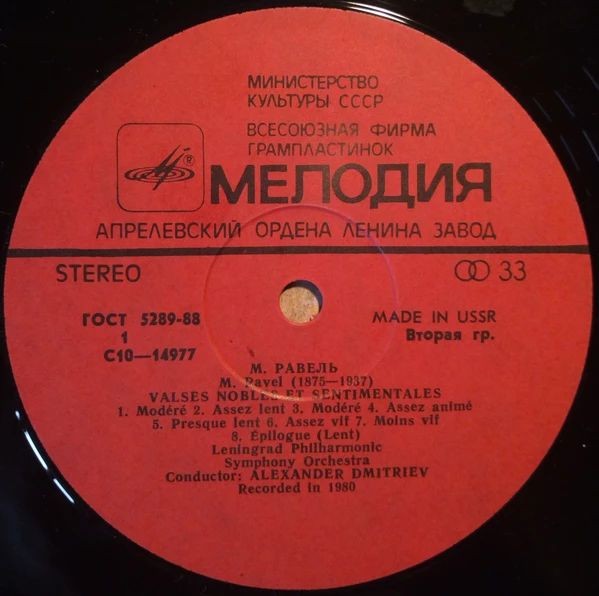 МИНИСТЕРСТВО
КУЛЬТУРЫ СССР
ВСЕСОЮЗНАЯ ФИРМА
ГРАМПЛАСТИНОК
®
МЕЛОДИЯ
АПРЕЛЕВСКИЙ ОРДЕНА ЛЕНИНА ЗАВОД
STEREO 33
ГОСТ 5289-88 MADE IN USSR
1 Вторая гр.
С10—14977
М. РАВЕЛЬ
M. Ravel (1875—1937)
VALSES NOBLES ET SENTIMENTALES
1. Modéré 2. Assez lent 3. Modéré 4. Assez animé
5. Presque lent 6. Assez vif 7. Moins vif
8. Épilogue (Lent)
Leningrad Philharmonic
Symphony Orchestra
Conductor: ALEXANDER DMITRIEV
Recorded in 1980